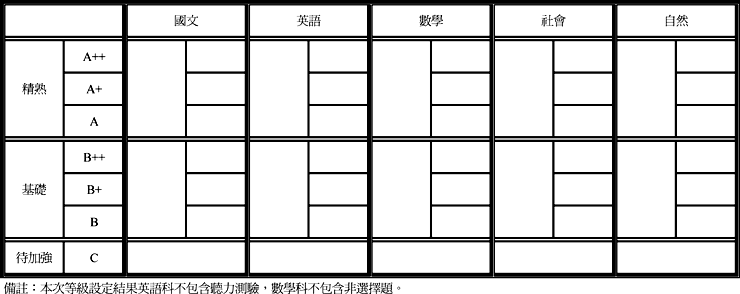 國文 英語 數學 社會 自然
A++
精熟 A+
A
B++
基礎 B+
B
待加強 C
備註：本次等級設定結果英語科不包含聽力測驗，數學科不包含非選擇題。